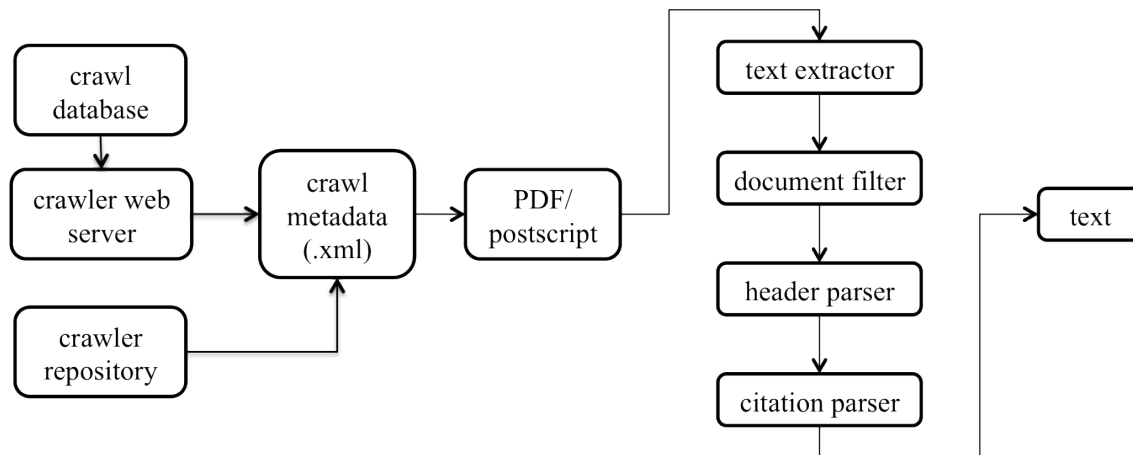 crawl
database
crawler web
server
crawler
repository
crawl
metadata
(.xml)
PDF/
postscript
text extractor
document filter
header parser
citation parser
text